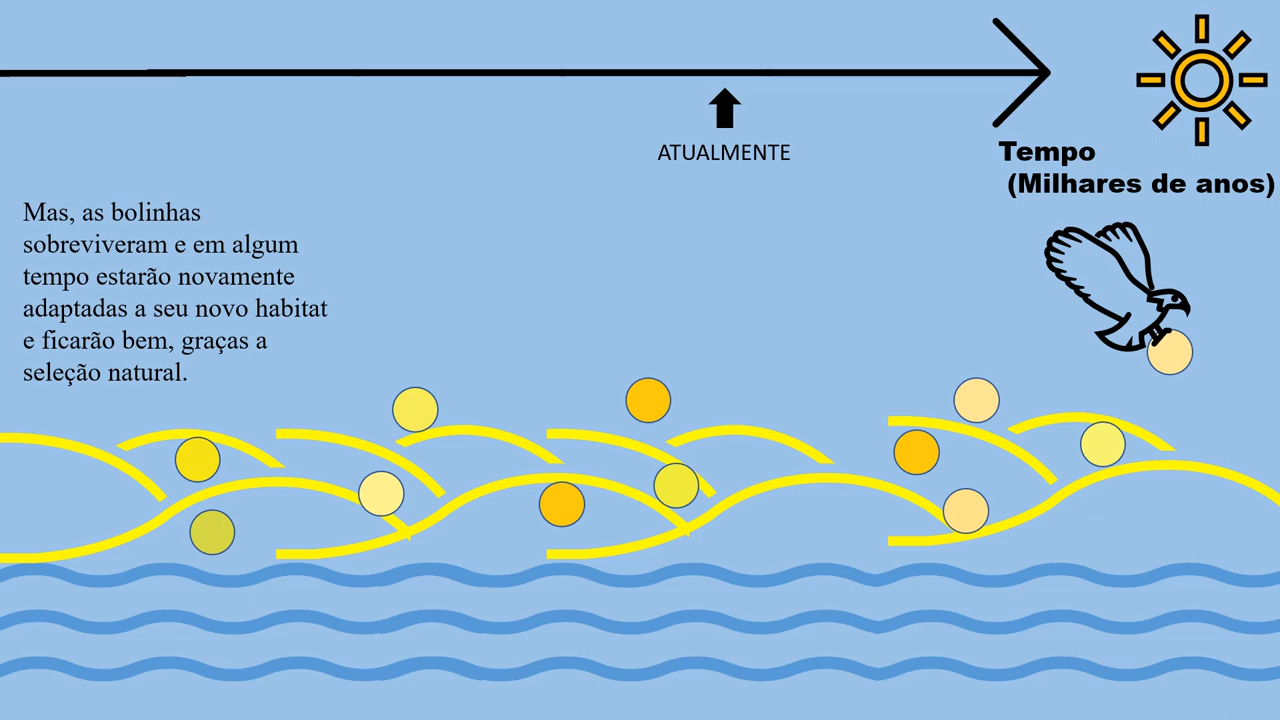 ATUALMENTE
Tempo
(Milhares de anos)
Mas, as bolinhas
sobreviveram e em algum
tempo estarão novamente
adaptadas a seu novo habitat
e ficarão bem, graças a
seleção natural.